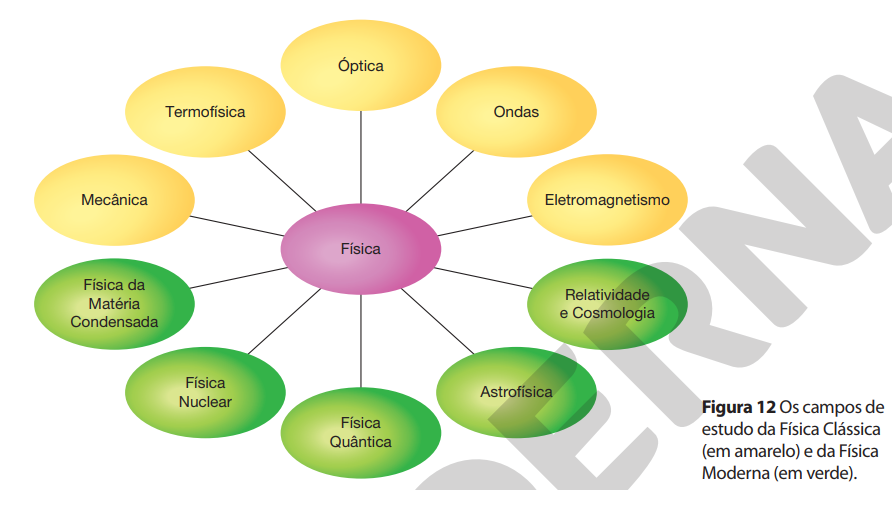 Óptica
Termofísica
Ondas
Mecânica
Eletromagnetismo
Física
Física da
Matéria
Condensada
Relatividade
e Cosmologia
Física
Nuclear
Astrofísica
Física
Quântica
Figura 12 Os campos de
estudo da Física Clássica
(em amarelo) e da Física
Moderna (em verde).
ERNA